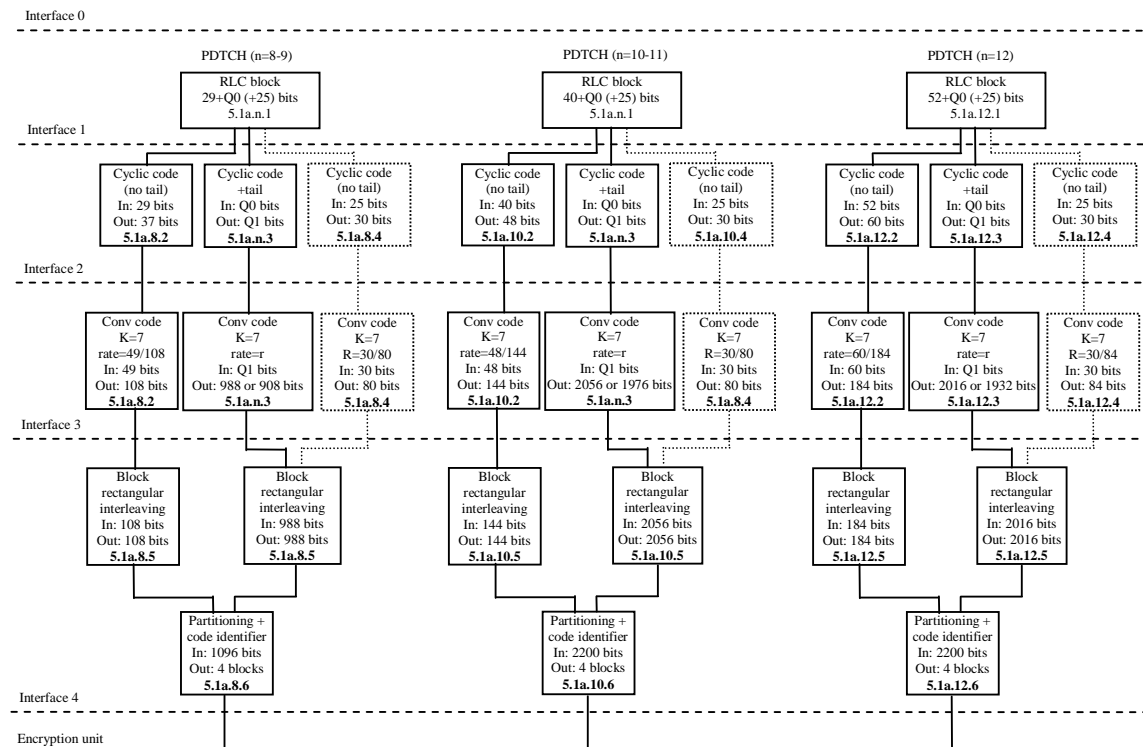 Interface 0
PDTCH (n=8-9)
RLC block
29+Q0 (+25) bits
5.1a.n.1
PDTCH (n=10-11)
RLC block
40+Q0 (+25) bits
5.1a.n.1
PDTCH (n=12)
RLC block
52+Q0 (+25) bits
5.1a.12.1
Interface 1
Cyclic code
(no tail)
In: 29 bits
Out: 37 bits
5.1a.8.2
Cyclic code
+tail
In: Q0 bits
Out: Q1 bits
5.1a.n.3
Cyclic code
(no tail)
In: 25 bits
Out: 30 bits
5.1a.8.4
Cyclic code
(no tail)
In: 40 bits
Out: 48 bits
5.1a.10.2
Cyclic code
+tail
In: Q0 bits
Out: Q1 bits
5.1a.n.3
Cyclic code
(no tail)
In: 25 bits
Out: 30 bits
5.1a.10.4
Cyclic code
(no tail)
In: 52 bits
Out: 60 bits
5.1a.12.2
Cyclic code
+tail
In: Q0 bits
Out: Q1 bits
5.1a.12.3
Cyclic code
(no tail)
In: 25 bits
Out: 30 bits
5.1a.12.4
Interface 2
Conv code
K=7
rate=49/108
In: 49 bits
Out: 108 bits
5.1a.8.2
Conv code
K=7
rate=r
In: Q1 bits
Out: 988 or 908 bits
5.1a.n.3
Conv code
K=7
R=30/80
In: 30 bits
Out: 80 bits
5.1a.8.4
Conv code
K=7
rate=48/144
In: 48 bits
Out: 144 bits
5.1a.10.2
Conv code
K=7
rate=r
In: Q1 bits
Out: 2056 or 1976 bits
5.1a.n.3
Conv code
K=7
R=30/80
In: 30 bits
Out: 80 bits
5.1a.8.4
Conv code
K=7
rate=60/184
In: 60 bits
Out: 184 bits
5.1a.12.2
Conv code
K=7
rate=r
In: Q1 bits
Out: 2016 or 1932 bits
5.1a.12.3
Conv code
K=7
R=30/84
In: 30 bits
Out: 84 bits
5.1a.12.4
Interface 3
Block
rectangular
interleaving
In: 108 bits
Out: 108 bits
5.1a.8.5
Block
rectangular
interleaving
In: 988 bits
Out: 988 bits
5.1a.8.5
Block
rectangular
interleaving
In: 144 bits
Out: 144 bits
5.1a.10.5
Block
rectangular
interleaving
In: 2056 bits
Out: 2056 bits
5.1a.10.5
Block
rectangular
interleaving
In: 184 bits
Out: 184 bits
5.1a.12.5
Block
rectangular
interleaving
In: 2016 bits
Out: 2016 bits
5.1a.12.5
Partitioning +
code identifier
In: 1096 bits
Out: 4 blocks
5.1a.8.6
Partitioning +
code identifier
In: 2200 bits
Out: 4 blocks
5.1a.10.6
Partitioning +
code identifier
In: 2200 bits
Out: 4 blocks
5.1a.12.6
Interface 4
Encryption unit